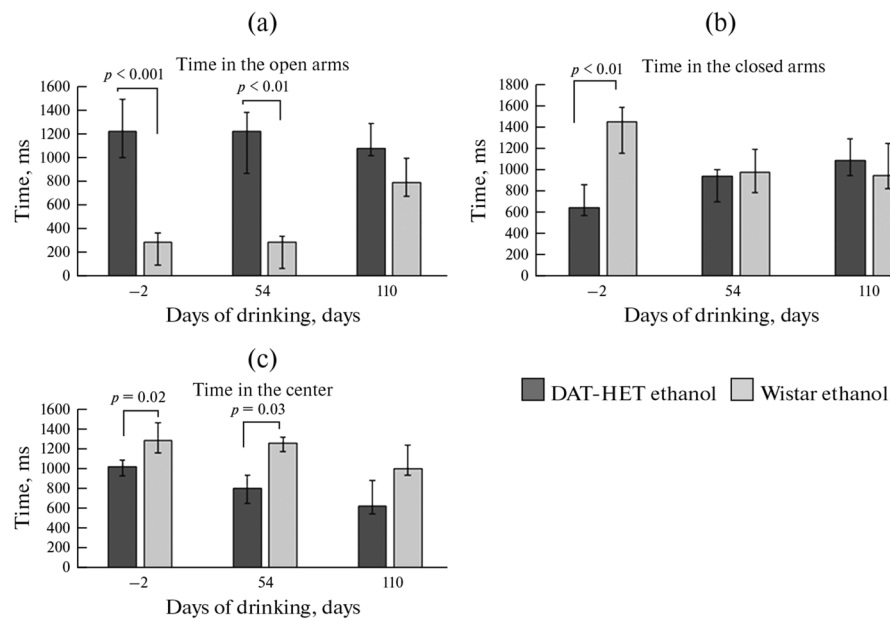 (a)
Time in the open arms
p < 0.001
p < 0.01
1600
1400
1200
1000
800
600
400
200
0
Time, ms
−2 54 110
Days of drinking, days
(b)
Time in the closed arms
p < 0.01
1800
1600
1400
1200
1000
800
600
400
200
0
Time, ms
−2 54 110
Days of drinking, days
(c)
Time in the center
p = 0.02
p = 0.03
1600
1400
1200
1000
800
600
400
200
0
Time, ms
−2 54 110
Days of drinking, days
DAT-HET ethanol Wistar ethanol